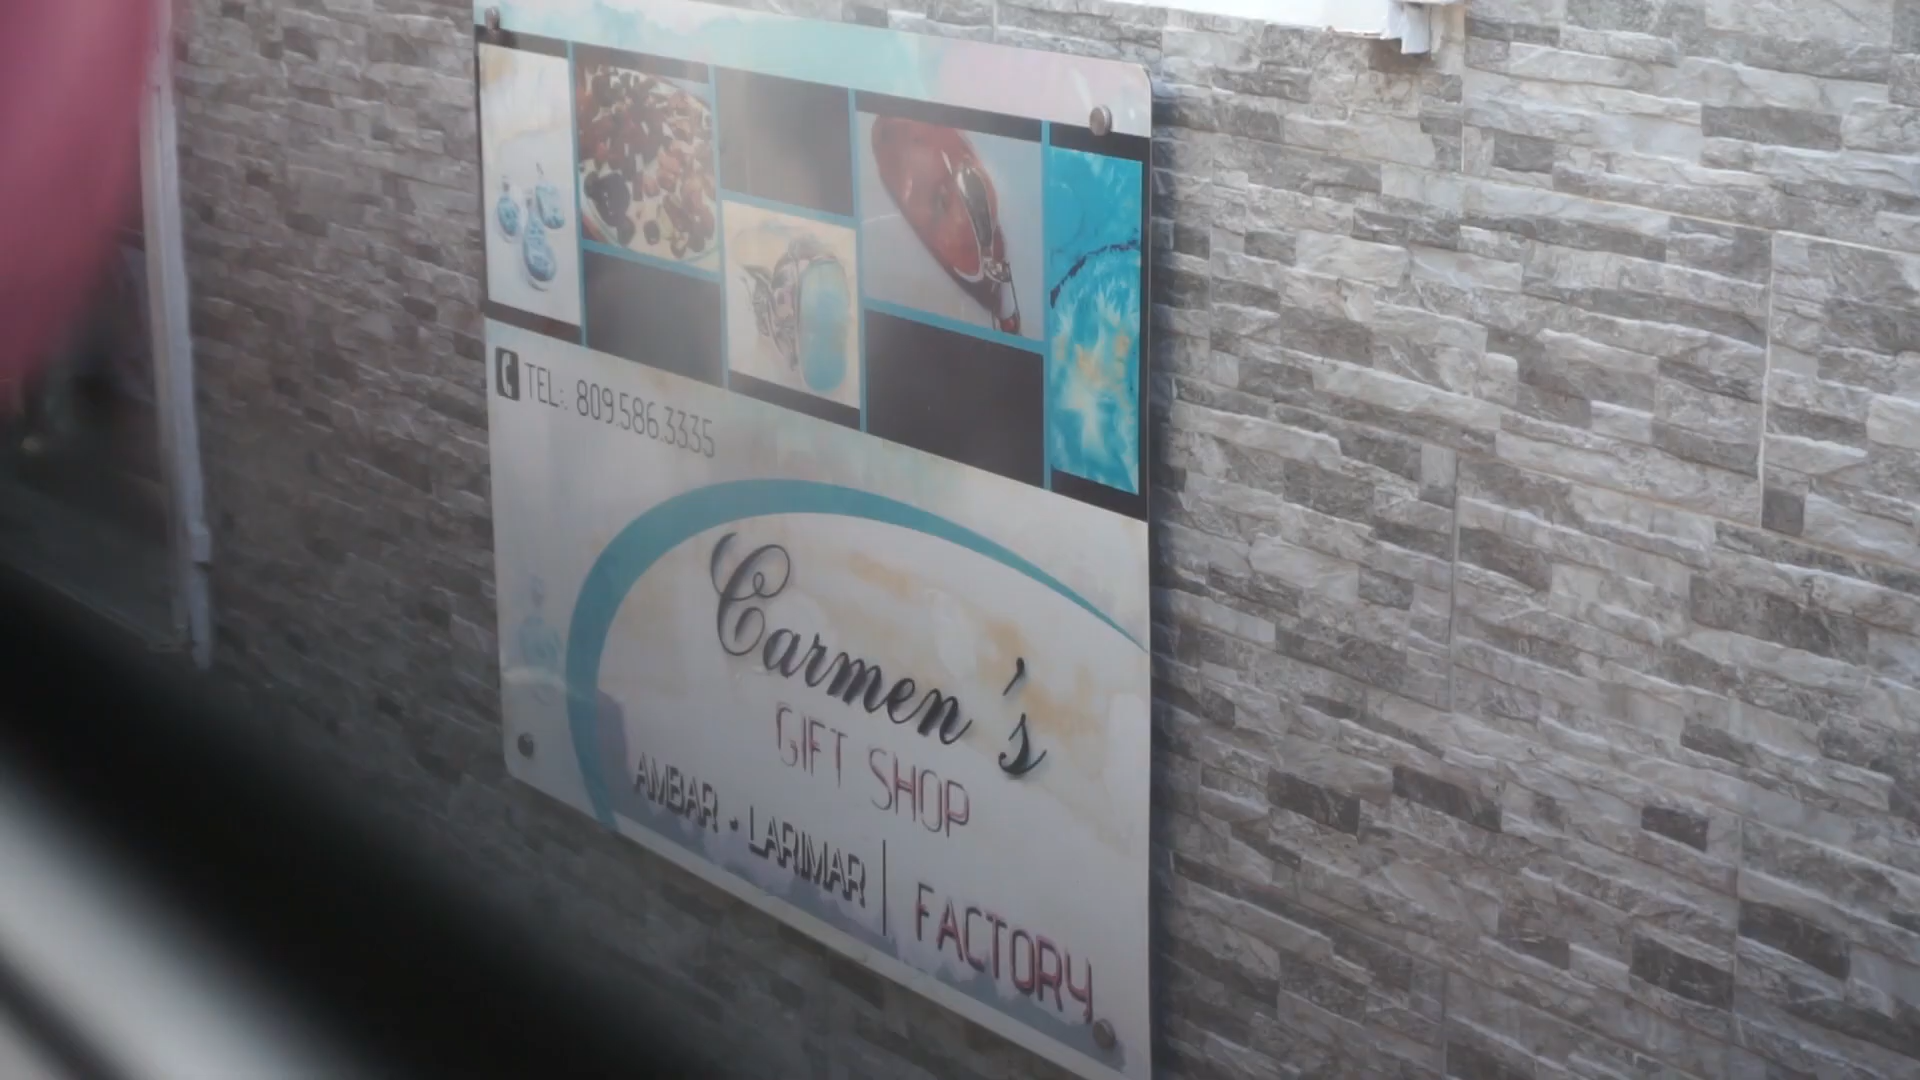 TEL:. 809.586.3335
Carmen's
GIFT SHOP
AMBAR - LARIMAR | FACTORY